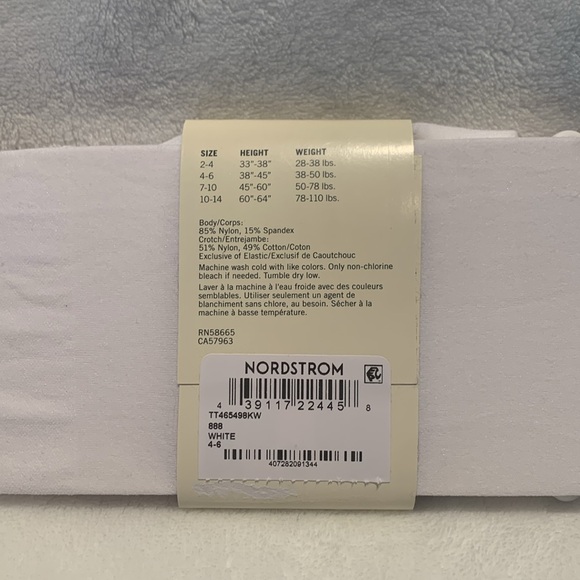 SIZE HEIGHT WEIGHT
2-4 33"-38" 28-38 lbs.
4-6 38"-45" 38-50 lbs.
7-10 45"-60" 50-78 lbs.
10-14 60"-64" 78-110 lbs.
Body/Corps:
85% Nylon, 15% Spandex
Crotch/Entrejambe:
51% Nylon, 49% Cotton/Coton
Exclusive of Elastic/Exclusif de Caoutchouc
Machine wash cold with like colors. Only non-chlorine
bleach if needed. Tumble dry low.
Laver à la machine à l'eau froide avec des couleurs
semblables. Utiliser seulement un agent de
blanchiment sans chlore, au besoin. Sécher à la
machine à basse température.
RN58665
CA57963
NORDSTROM
4 39117 22445 8
TT465498KW
888
WHITE
4-6
407282091344